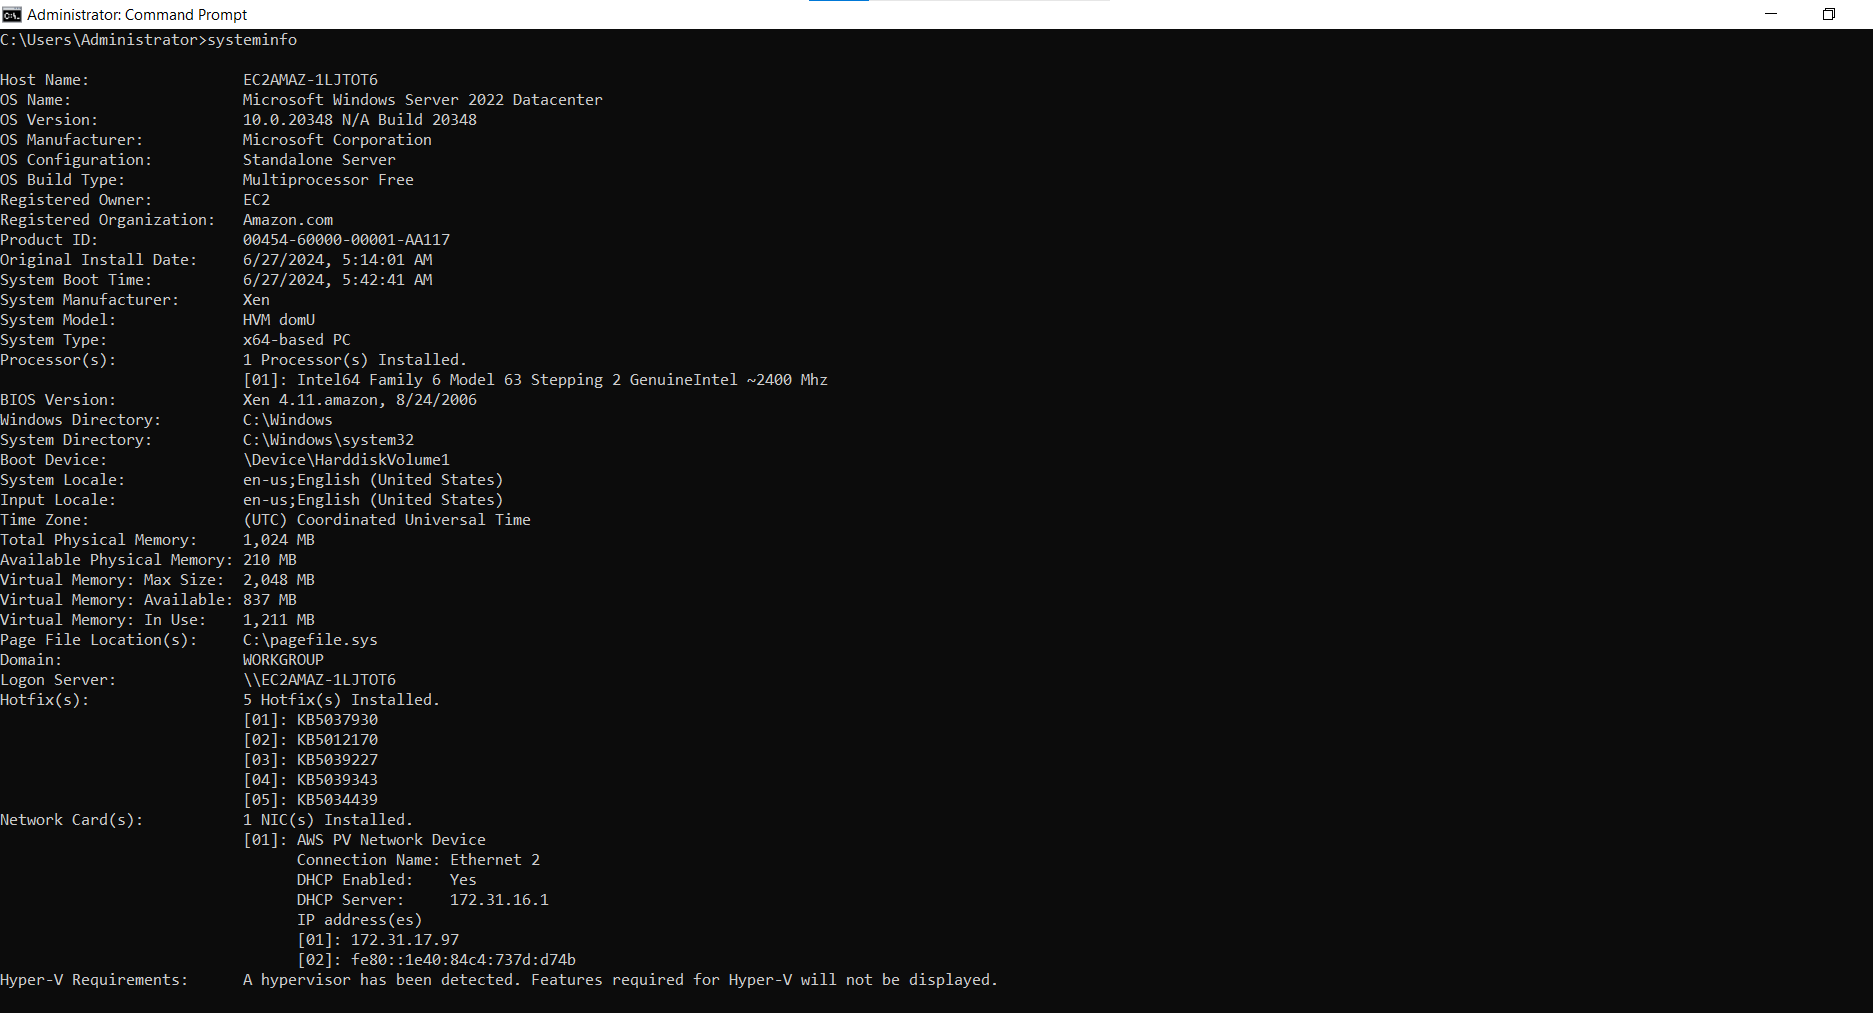 Administrator: Command Prompt
C:\Users\Administrator>systeminfo
Host Name: EC2AMAZ-1LJTOT6
OS Name: Microsoft Windows Server 2022 Datacenter
OS Version: 10.0.20348 N/A Build 20348
OS Manufacturer: Microsoft Corporation
OS Configuration: Standalone Server
OS Build Type: Multiprocessor Free
Registered Owner: EC2
Registered Organization: Amazon.com
Product ID: 00454-60000-00001-AA117
Original Install Date: 6/27/2024, 5:14:01 AM
System Boot Time: 6/27/2024, 5:42:41 AM
System Manufacturer: Xen
System Model: HVM domU
System Type: x64-based PC
Processor(s): 1 Processor(s) Installed.
[01]: Intel64 Family 6 Model 63 Stepping 2 GenuineIntel ~2400 Mhz
BIOS Version: Xen 4.11.amazon, 8/24/2006
Windows Directory: C:\Windows
System Directory: C:\Windows\system32
Boot Device: \Device\HarddiskVolume1
System Locale: en-us;English (United States)
Input Locale: en-us;English (United States)
Time Zone: (UTC) Coordinated Universal Time
Total Physical Memory: 1,024 MB
Available Physical Memory: 210 MB
Virtual Memory: Max Size: 2,048 MB
Virtual Memory: Available: 837 MB
Virtual Memory: In Use: 1,211 MB
Page File Location(s): C:\pagefile.sys
Domain: WORKGROUP
Logon Server: \\EC2AMAZ-1LJTOT6
Hotfix(s): 5 Hotfix(s) Installed.
[01]: KB5037930
[02]: KB5012170
[03]: KB5039227
[04]: KB5039343
[05]: KB5034439
Network Card(s): 1 NIC(s) Installed.
[01]: AWS PV Network Device
Connection Name: Ethernet 2
DHCP Enabled: Yes
DHCP Server: 172.31.16.1
IP address(es)
[01]: 172.31.17.97
[02]: fe80::1e40:84c4:737d:d74b
Hyper-V Requirements: A hypervisor has been detected. Features required for Hyper-V will not be displayed.